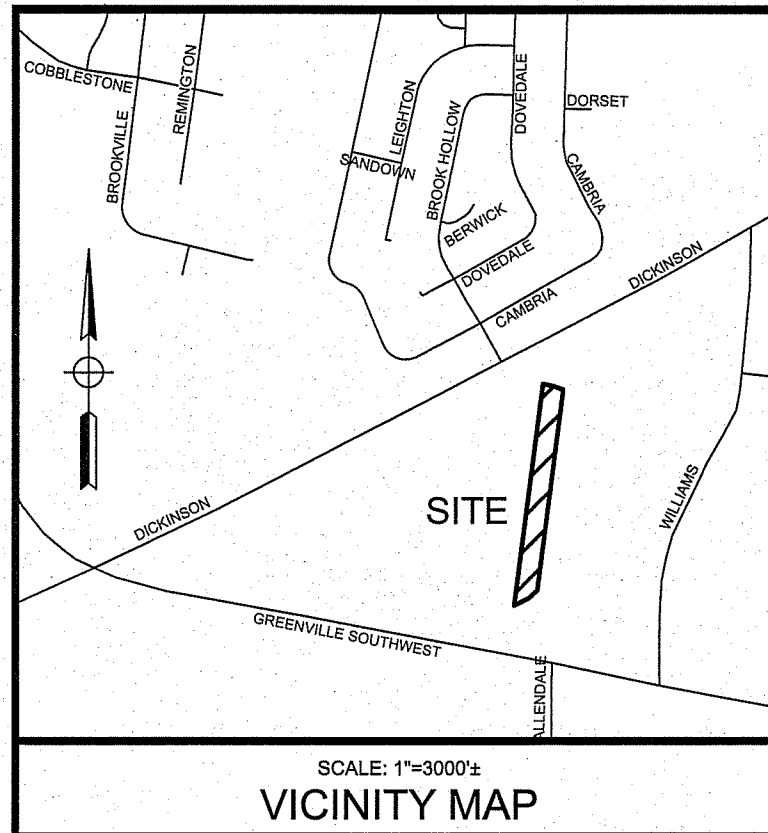 COBBLESTONE
BROOKVILLE
REMINGTON
LEIGHTON
SANDOWN
BROOK HOLLOW
DOVEDALE
DORSET
CAMBRIA
BERWICK
DOVEDALE
CAMBRIA
DICKINSON
DICKINSON
SITE
WILLIAMS
GREENVILLE SOUTHWEST
ALLENDALE
SCALE: 1"=3000'±
VICINITY MAP